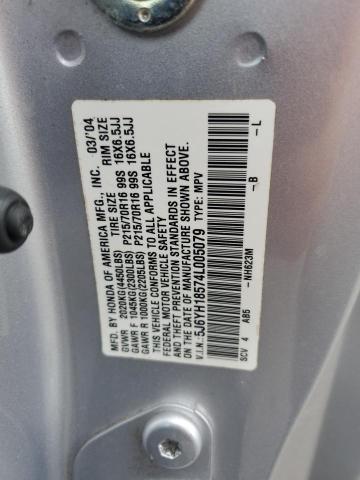 MFD. BY HONDA OF AMERICA MFG., INC. 03/'04
TIRE SIZE RIM SIZE
GVWR 2020KG(4450LBS)
GAWR F 1045KG(2300LBS) P215/70R16 99S 16X6.5JJ
GAWR R 1000KG(2205LBS) P215/70R16 99S 16X6.5JJ
THIS VEHICLE CONFORMS TO ALL APPLICABLE
FEDERAL MOTOR VEHICLE SAFETY
AND THEFT PREVENTION STANDARDS IN EFFECT
ON THE DATE OF MANUFACTURE SHOWN ABOVE.
V.I.N.: 5J6YH18574L005079 TYPE: MPV
SCV 4 AB5 -NH623M -B -L